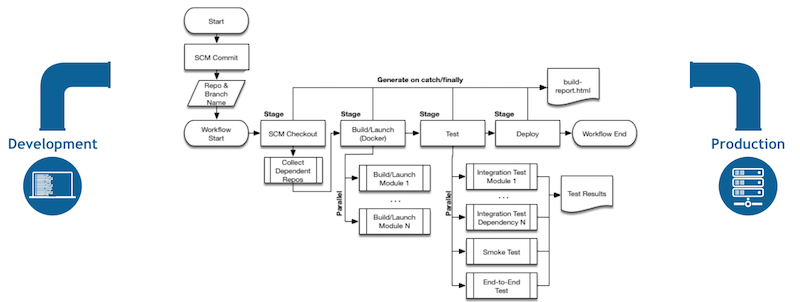 Start
SCM Commit
Repo &
Branch
Name
Generate on catch/finally
build-
report.html
Stage
Stage
Stage
Stage
Workflow
Start
SCM Checkout
Build/Launch
(Docker)
Test
Deploy
Workflow End
Development
Production
Collect
Dependent
Repos
Parallel
Build/Launch
Module 1
...
Build/Launch
Module N
Parallel
Integration Test
Module 1
...
Integration Test
Dependency N
Smoke Test
End-to-End
Test
Test Results